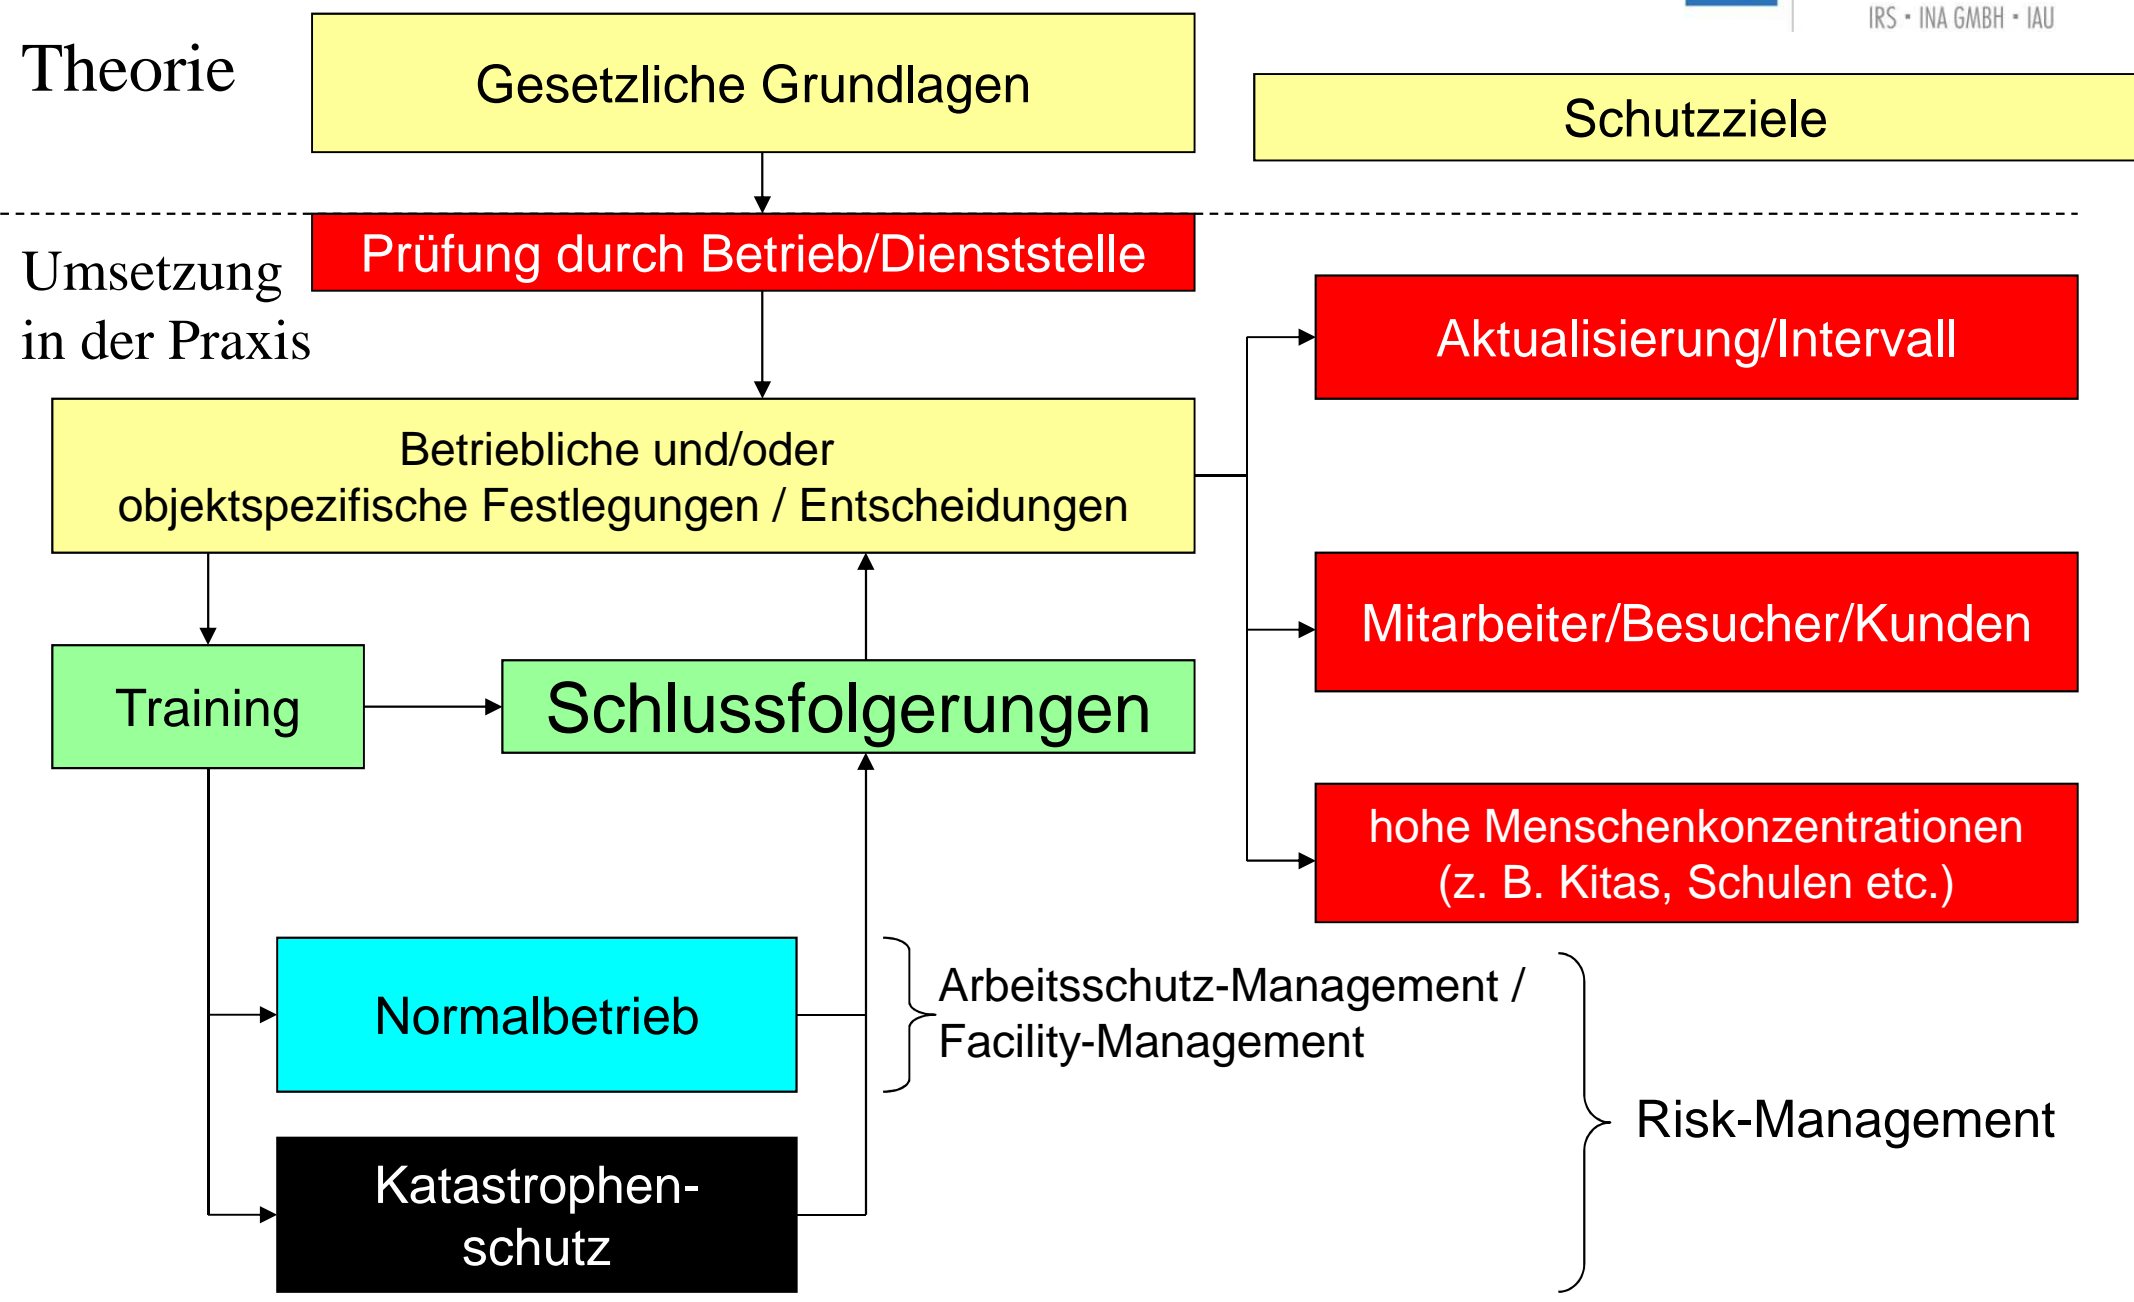 IRS · INA GMBH · IAU
Theorie
Gesetzliche Grundlagen
Schutzziele
Prüfung durch Betrieb/Dienststelle
Umsetzung
in der Praxis
Aktualisierung/Intervall
Betriebliche und/oder
objektspezifische Festlegungen / Entscheidungen
Mitarbeiter/Besucher/Kunden
Training
Schlussfolgerungen
hohe Menschenkonzentrationen
(z. B. Kitas, Schulen etc.)
Normalbetrieb
Arbeitsschutz-Management /
Facility-Management
Risk-Management
Katastrophen-
schutz